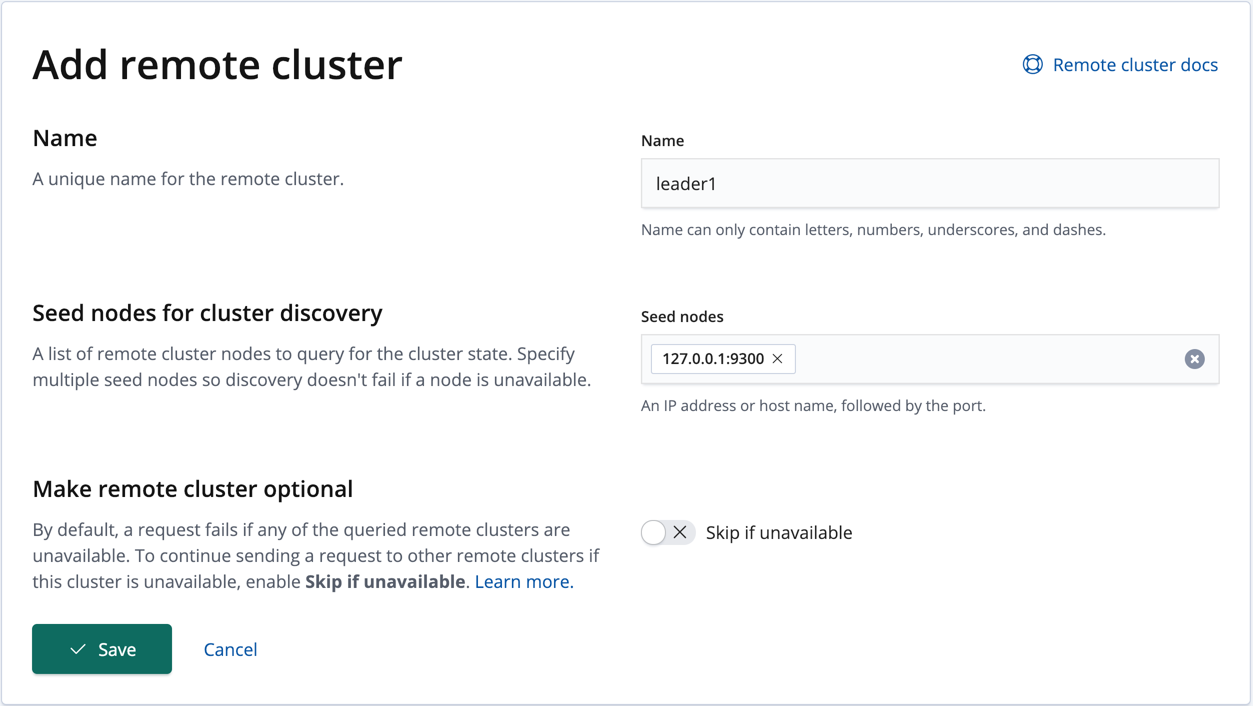 Add remote cluster
Remote cluster docs
Name
A unique name for the remote cluster.
Name
leader1
Name can only contain letters, numbers, underscores, and dashes.
Seed nodes for cluster discovery
A list of remote cluster nodes to query for the cluster state. Specify
multiple seed nodes so discovery doesn't fail if a node is unavailable.
Seed nodes
127.0.0.1:9300
An IP address or host name, followed by the port.
Make remote cluster optional
By default, a request fails if any of the queried remote clusters are
unavailable. To continue sending a request to other remote clusters if
this cluster is unavailable, enable Skip if unavailable. Learn more.
Skip if unavailable
Save
Cancel